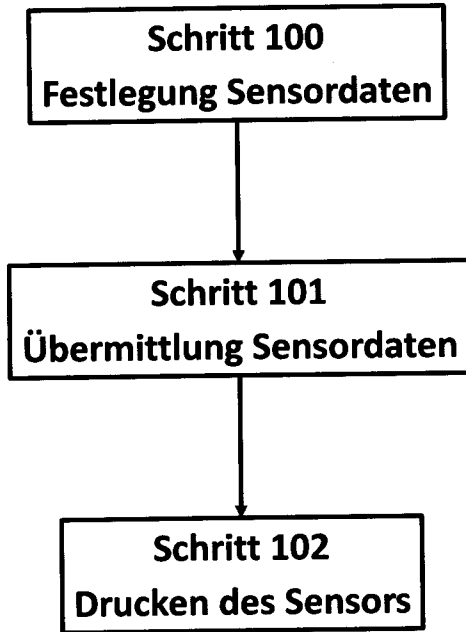 Schritt 100
Festlegung Sensordaten
Schritt 101
Übermittlung Sensordaten
Schritt 102
Drucken des Sensors